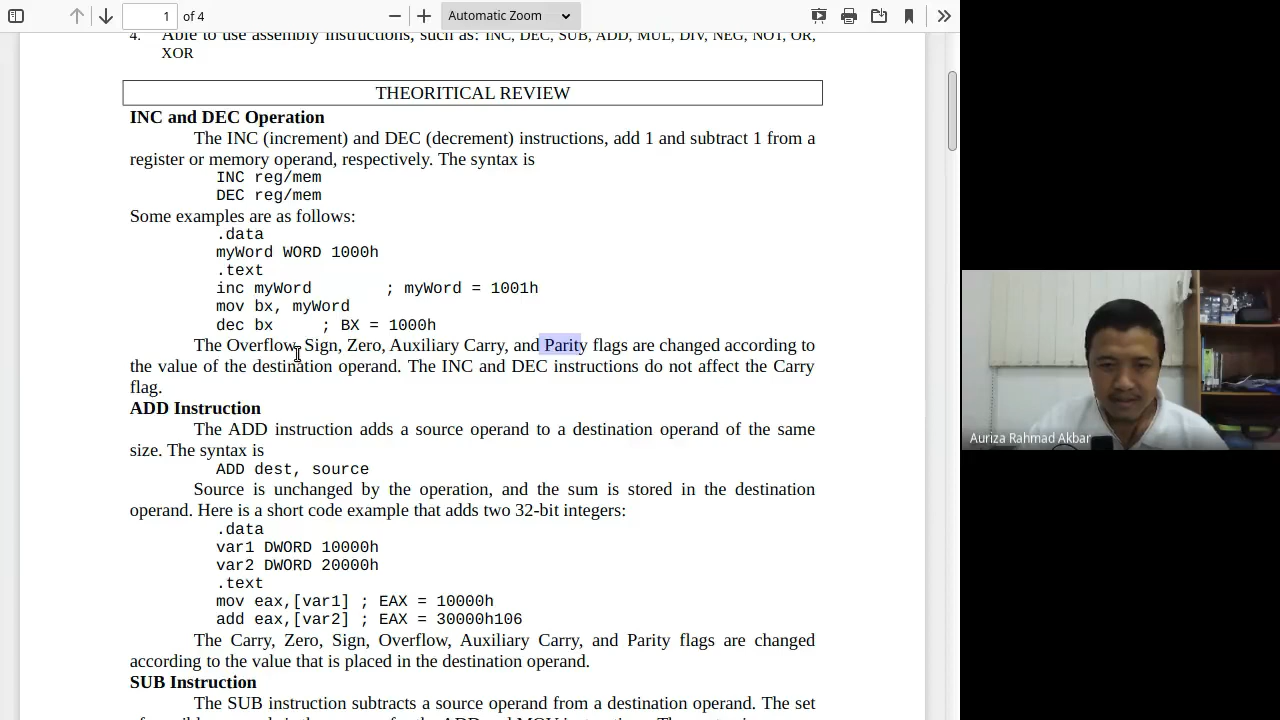 1 of 4 Automatic Zoom
4. Able to use assembly instructions, such as: INC, DEC, SUB, ADD, MUL, DIV, NEG, NOT, OR,
XOR
THEORITICAL REVIEW
INC and DEC Operation
The INC (increment) and DEC (decrement) instructions, add 1 and subtract 1 from a
register or memory operand, respectively. The syntax is
INC reg/mem
DEC reg/mem
Some examples are as follows:
.data
myWord WORD 1000h
.text
inc myWord ; myWord = 1001h
mov bx, myWord
dec bx ; BX = 1000h
The Overflow, Sign, Zero, Auxiliary Carry, and Parity flags are changed according to
the value of the destination operand. The INC and DEC instructions do not affect the Carry
flag.
ADD Instruction
The ADD instruction adds a source operand to a destination operand of the same
size. The syntax is
ADD dest, source
Source is unchanged by the operation, and the sum is stored in the destination
operand. Here is a short code example that adds two 32-bit integers:
.data
var1 DWORD 10000h
var2 DWORD 20000h
.text
mov eax,[var1] ; EAX = 10000h
add eax,[var2] ; EAX = 30000h106
The Carry, Zero, Sign, Overflow, Auxiliary Carry, and Parity flags are changed
according to the value that is placed in the destination operand.
SUB Instruction
The SUB instruction subtracts a source operand from a destination operand. The set
Auriza Rahmad Akbar